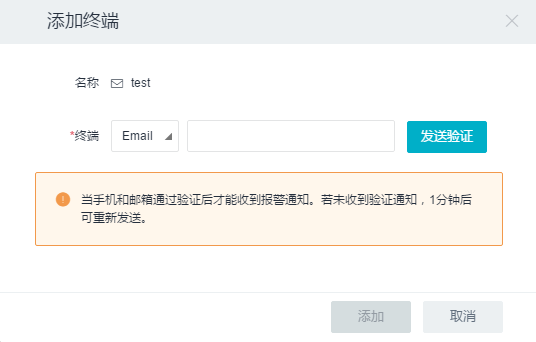 添加终端
名称 test
*终端 Email 发送验证
当手机和邮箱通过验证后才能收到报警通知。若未收到验证通知，1分钟后
可重新发送。
添加 取消